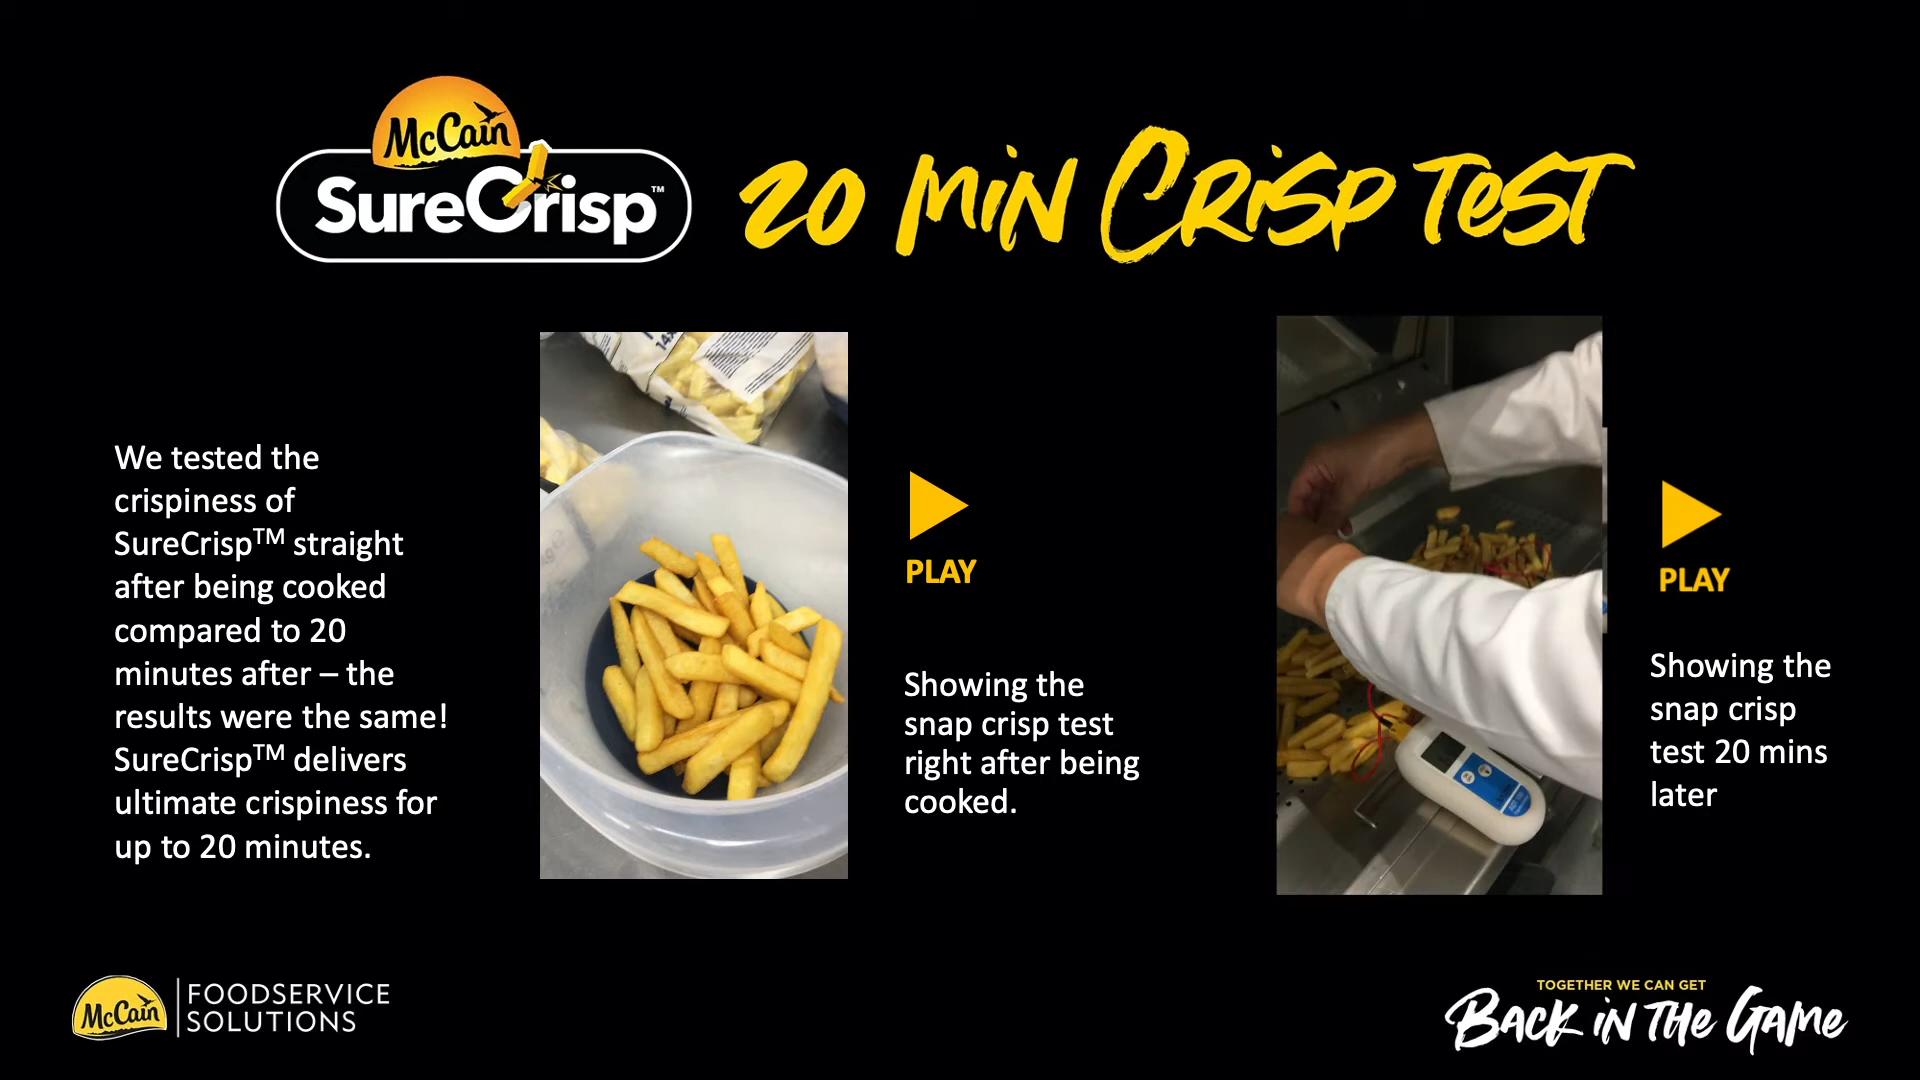 McCain
SureCrisp™
20 MIN CRISP TEST
We tested the
crispiness of
SureCrisp™ straight
after being cooked
compared to 20
minutes after – the
results were the same!
SureCrisp™ delivers
ultimate crispiness for
up to 20 minutes.
14
PLAY
Showing the
snap crisp test
right after being
cooked.
PLAY
Showing the
snap crisp
test 20 mins
later
McCain
FOODSERVICE
SOLUTIONS
TOGETHER WE CAN GET
BACK IN THE GAME